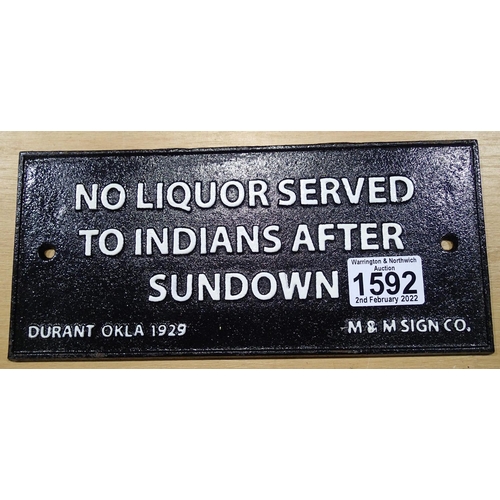 NO LIQUOR SERVED
TO INDIANS AFTER
SUNDOWN
Warrington & Northwich
Auction
1592
2nd February 2022
DURANT OKLA 1929
M & M SIGN CO.